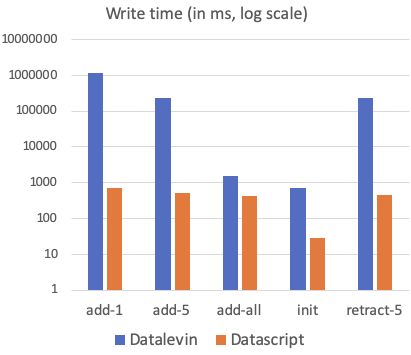 Write time (in ms, log scale)
10000000
1000000
100000
10000
1000
100
10
1
add-1 add-5 add-all init retract-5
Datalevin Datascript